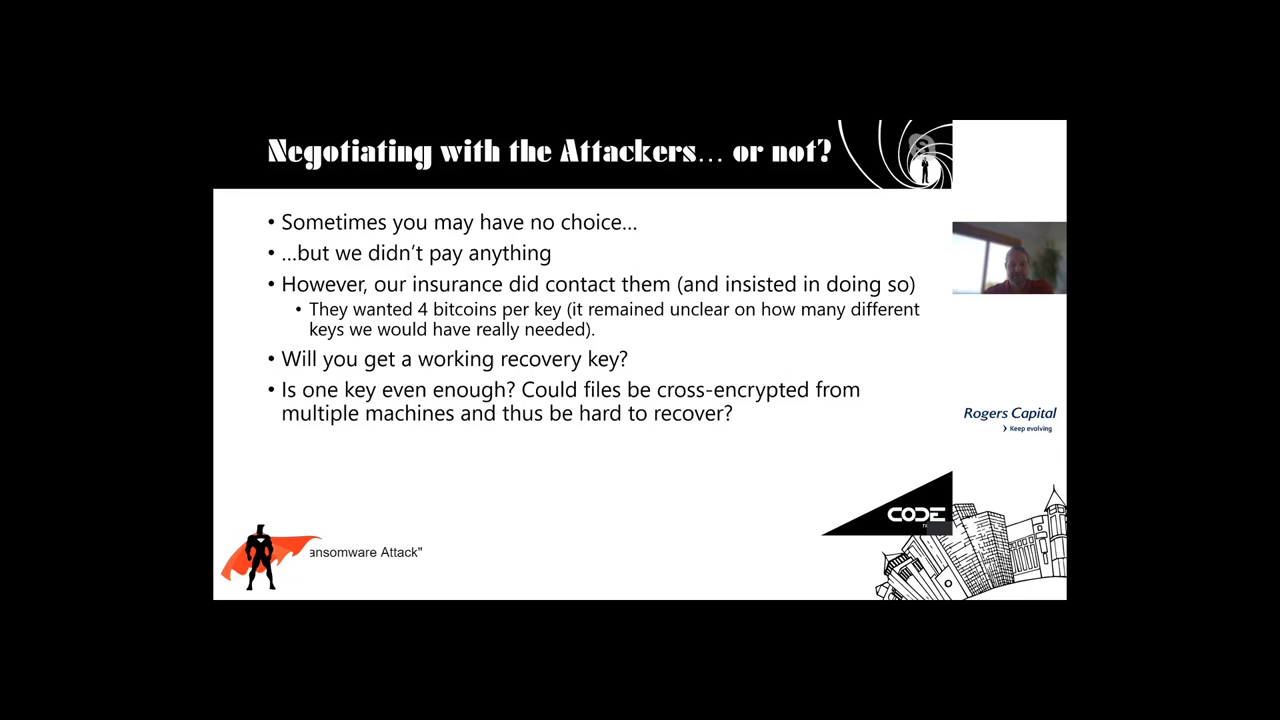 Negotiating with the Attackers... or not?
• Sometimes you may have no choice...
• ...but we didn't pay anything
• However, our insurance did contact them (and insisted in doing so)
• They wanted 4 bitcoins per key (it remained unclear on how many different
keys we would have really needed).
• Will you get a working recovery key?
• Is one key even enough? Could files be cross-encrypted from
multiple machines and thus be hard to recover?
Rogers Capital
Keep evolving
CODE
ansomware Attack"